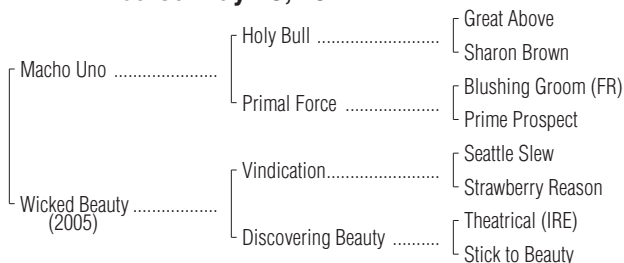 Great Above
Holy Bull ............................
Sharon Brown
Macho Uno .....................
Blushing Groom (FR)
Primal Force ......................
Prime Prospect
Seattle Slew
Vindication..........................
Strawberry Reason
Wicked Beauty .................
(2005)
Theatrical (IRE)
Discovering Beauty ..........
Stick to Beauty